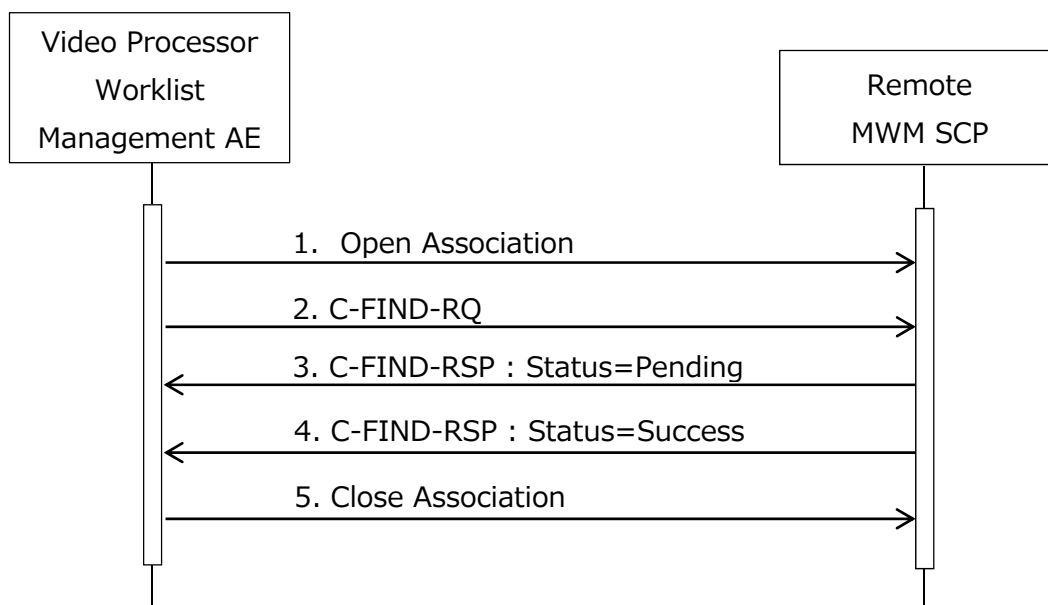 Video Processor
Worklist
Management AE
Remote
MWM SCP
1.  Open Association
2. C-FIND-RQ
3. C-FIND-RSP : Status=Pending
4. C-FIND-RSP : Status=Success
5. Close Association